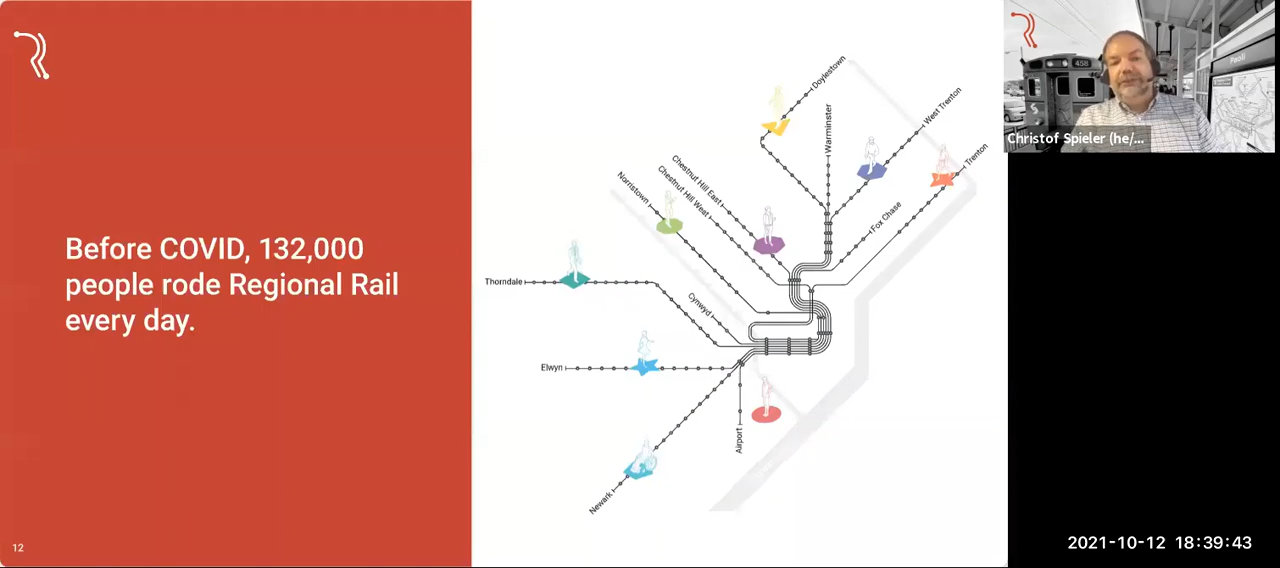 Before COVID, 132,000
people rode Regional Rail
every day.
12
Doylestown
Warminster
West Trenton
Trenton
Chestnut Hill East
Chestnut Hill West
Norristown
Fox Chase
Thorndale
Cynwyd
Elwyn
Airport
Newark
458
Paoli
Christof Spieler (he/...
2021-10-12 18:39:43